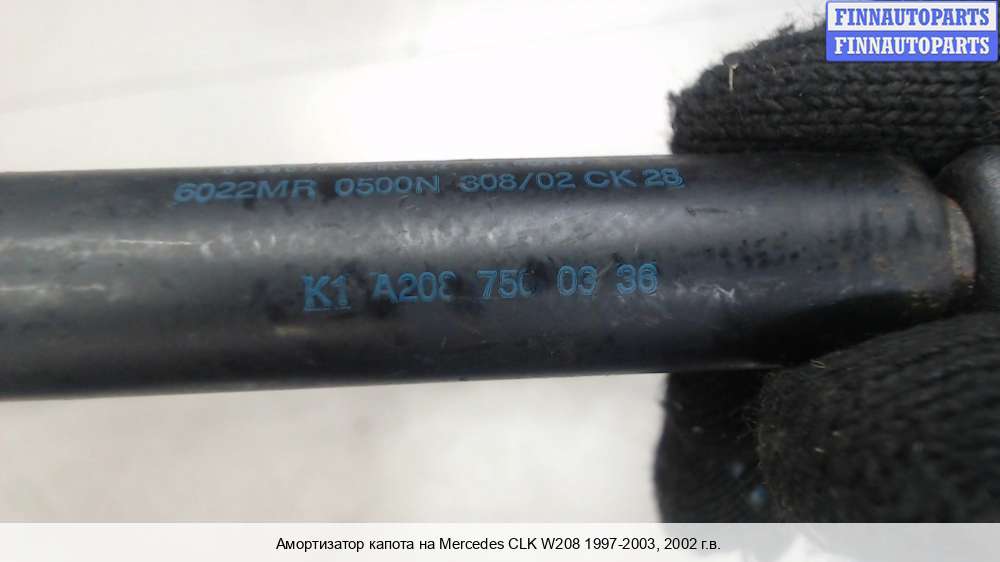 FINNAUTOPARTS
FINNAUTOPARTS
6022MR 0500N 308/02 CK 28
K1 A208 750 03 36
Амортизатор капота на Mercedes CLK W208 1997-2003, 2002 г.в.